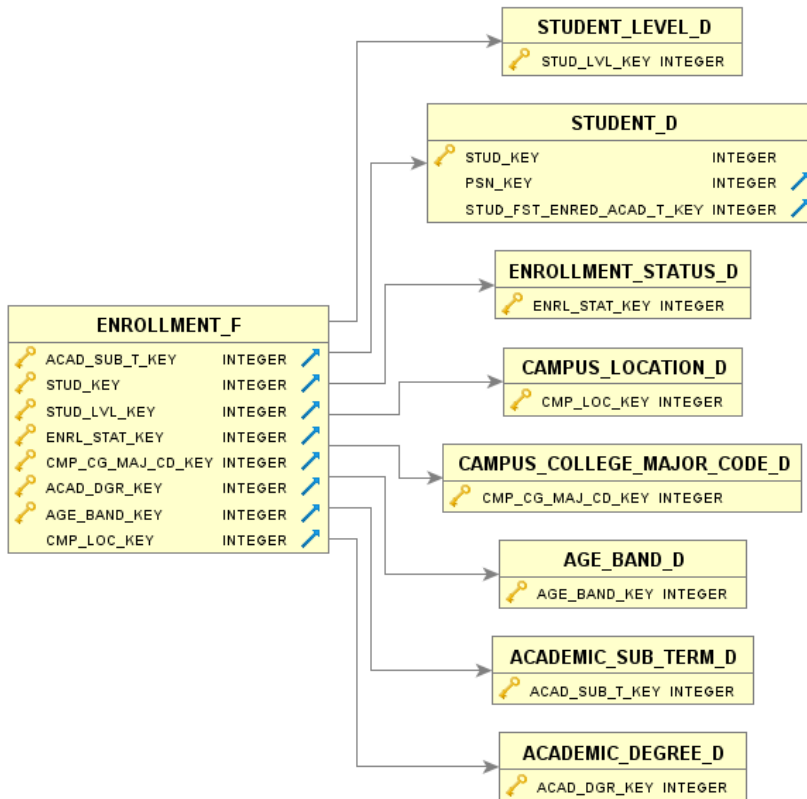 STUDENT_LEVEL_D
STUD_LVL_KEY INTEGER
STUDENT_D
STUD_KEY INTEGER
PSN_KEY INTEGER
STUD_FST_ENRED_ACAD_T_KEY INTEGER
ENROLLMENT_STATUS_D
ENRL_STAT_KEY INTEGER
ENROLLMENT_F
ACAD_SUB_T_KEY INTEGER
STUD_KEY INTEGER
STUD_LVL_KEY INTEGER
ENRL_STAT_KEY INTEGER
CMP_CG_MAJ_CD_KEY INTEGER
ACAD_DGR_KEY INTEGER
AGE_BAND_KEY INTEGER
CMP_LOC_KEY INTEGER
CAMPUS_LOCATION_D
CMP_LOC_KEY INTEGER
CAMPUS_COLLEGE_MAJOR_CODE_D
CMP_CG_MAJ_CD_KEY INTEGER
AGE_BAND_D
AGE_BAND_KEY INTEGER
ACADEMIC_SUB_TERM_D
ACAD_SUB_T_KEY INTEGER
ACADEMIC_DEGREE_D
ACAD_DGR_KEY INTEGER